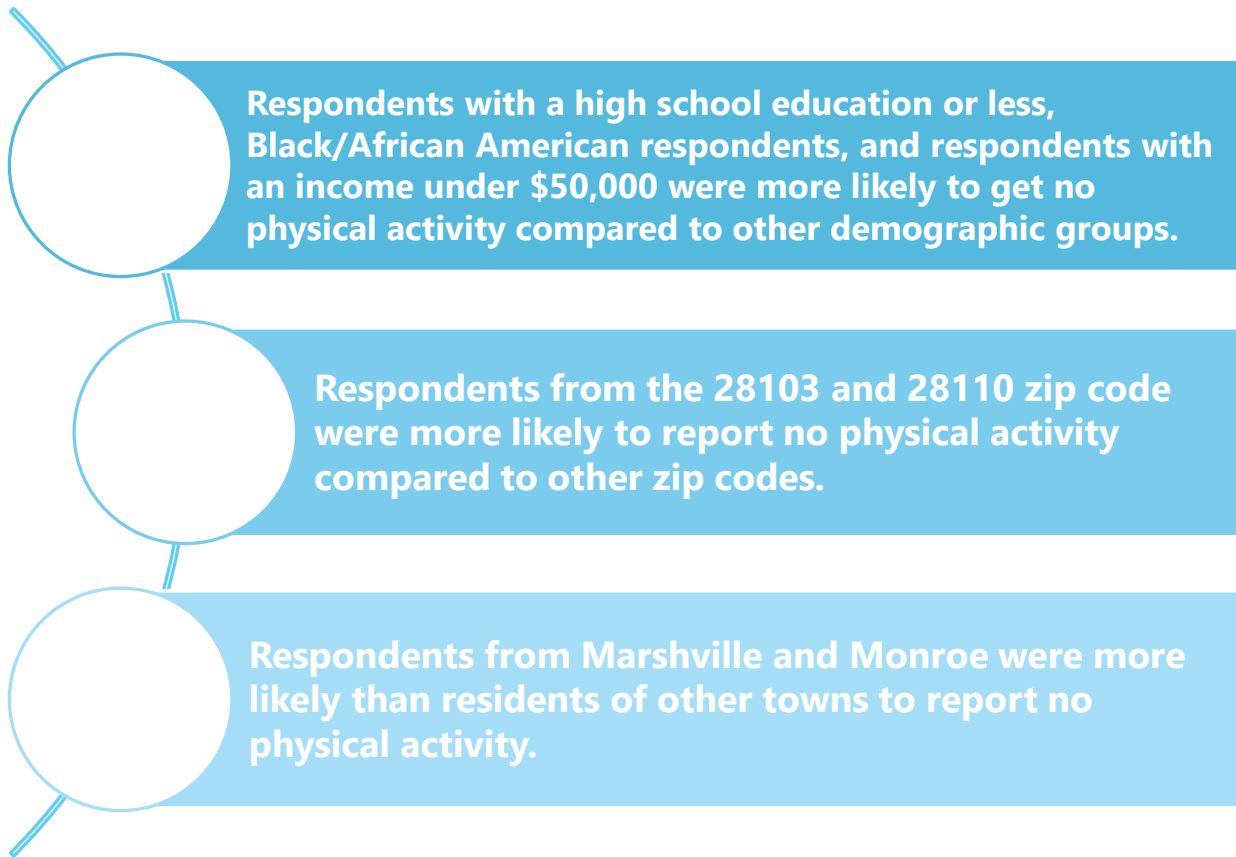 Respondents with a high school education or less,
Black/African American respondents, and respondents with
an income under $50,000 were more likely to get no
physical activity compared to other demographic groups.
Respondents from the 28103 and 28110 zip code
were more likely to report no physical activity
compared to other zip codes.
Respondents from Marshville and Monroe were more
likely than residents of other towns to report no
physical activity.